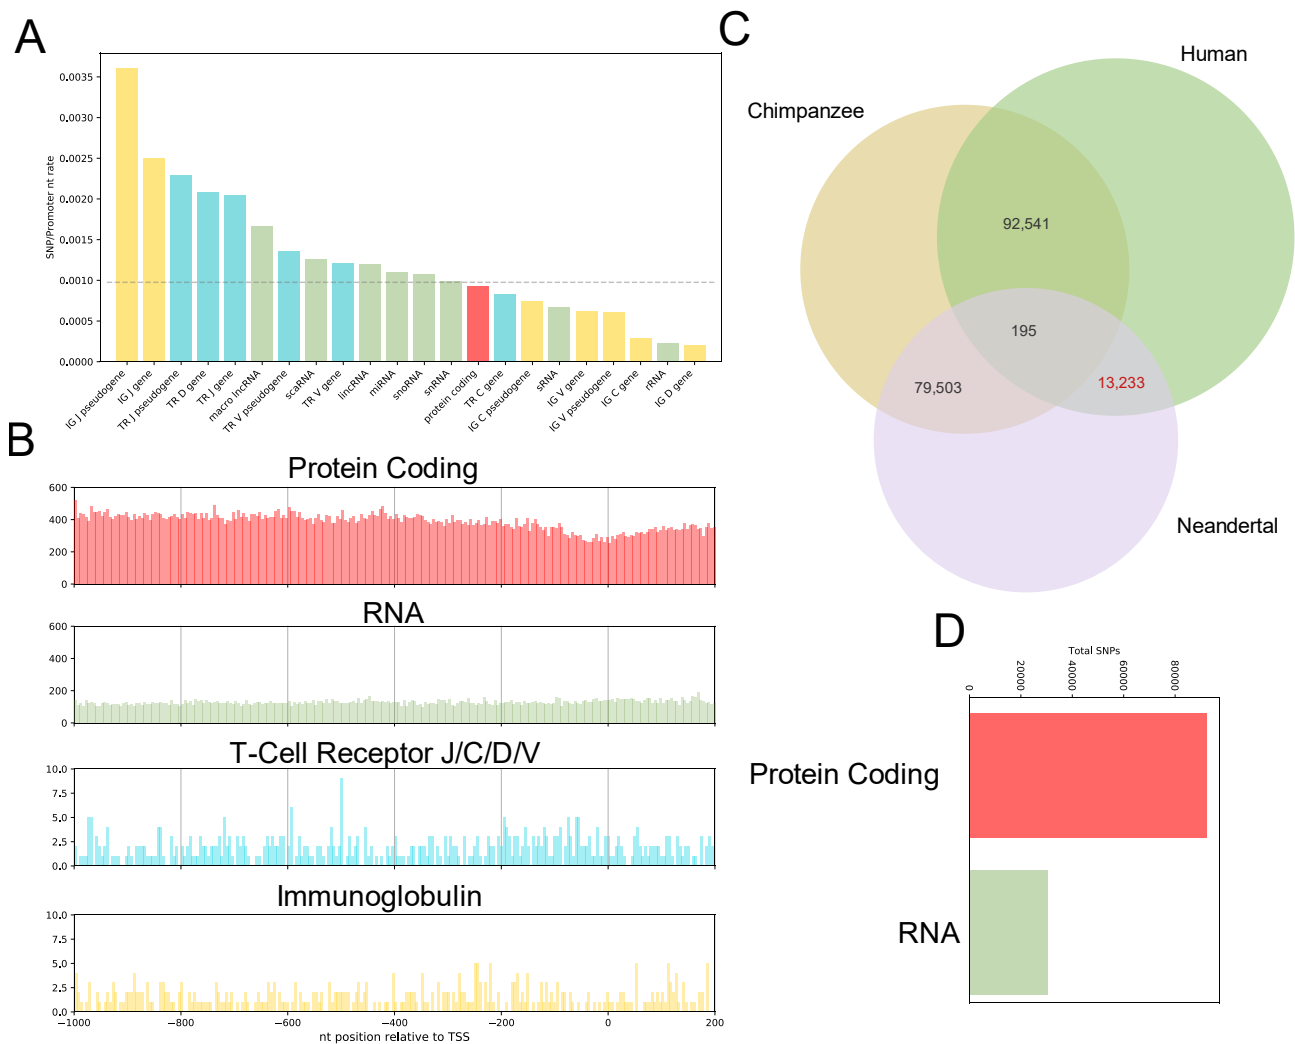 A
0.0035
0.0030
0.0025
0.0020
0.0015
0.0010
0.0005
0.0000
SNP/Promoter nt rate
IG J pseudogene
IG J gene
TR J pseudogene
TR D gene
TR J gene
macro lncRNA
TR V pseudogene
scaRNA
TR V gene
lincRNA
miRNA
snoRNA
snRNA
protein coding
TR C gene
IG C pseudogene
sRNA
IG V gene
IG V pseudogene
IG C gene
rRNA
IG D gene
B
Protein Coding
600
400
200
0
RNA
600
400
200
0
T-Cell Receptor J/C/D/V
10.0
7.5
5.0
2.5
0.0
Immunoglobulin
10.0
7.5
5.0
2.5
0.0
−1000 −800 −600 −400 −200 0 200
nt position relative to TSS
C
Human
Chimpanzee
92,541
195
79,503
13,233
Neandertal
D
Total SNPs
0 20000 40000 60000 80000
Protein Coding
RNA